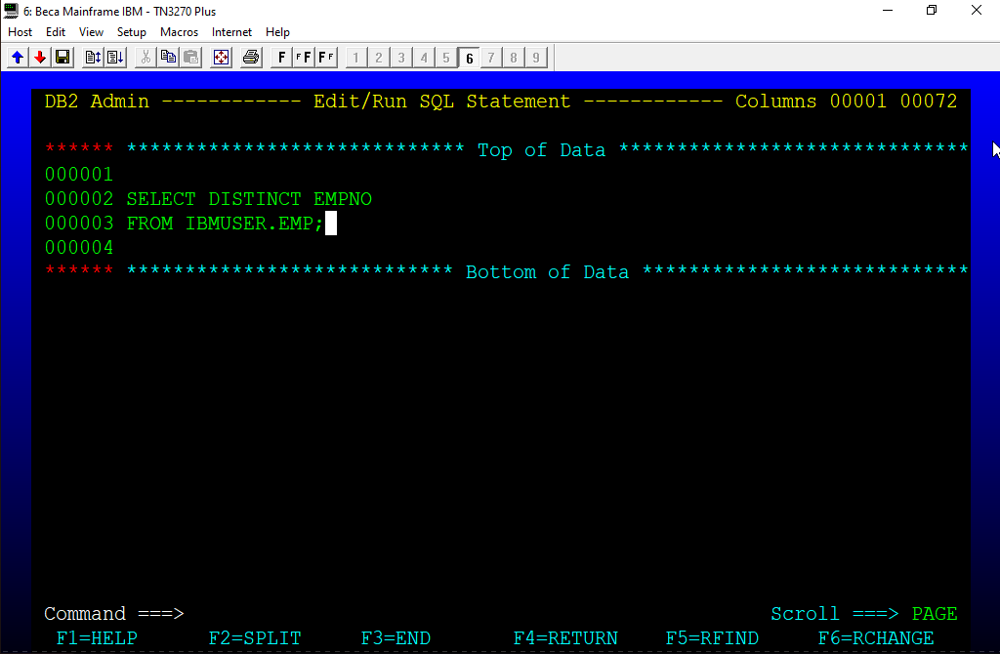 6: Beca Mainframe IBM - TN3270 Plus
Host Edit View Setup Macros Internet Help
F FF FF 1 2 3 4 5 6 7 8 9
DB2 Admin ------------ Edit/Run SQL Statement ------------ Columns 00001 00072
****** ***************************** Top of Data ******************************
000001
000002 SELECT DISTINCT EMPNO
000003 FROM IBMUSER.EMP;
000004
****** **************************** Bottom of Data ****************************
Command ===> Scroll ===> PAGE
F1=HELP F2=SPLIT F3=END F4=RETURN F5=RFIND F6=RCHANGE